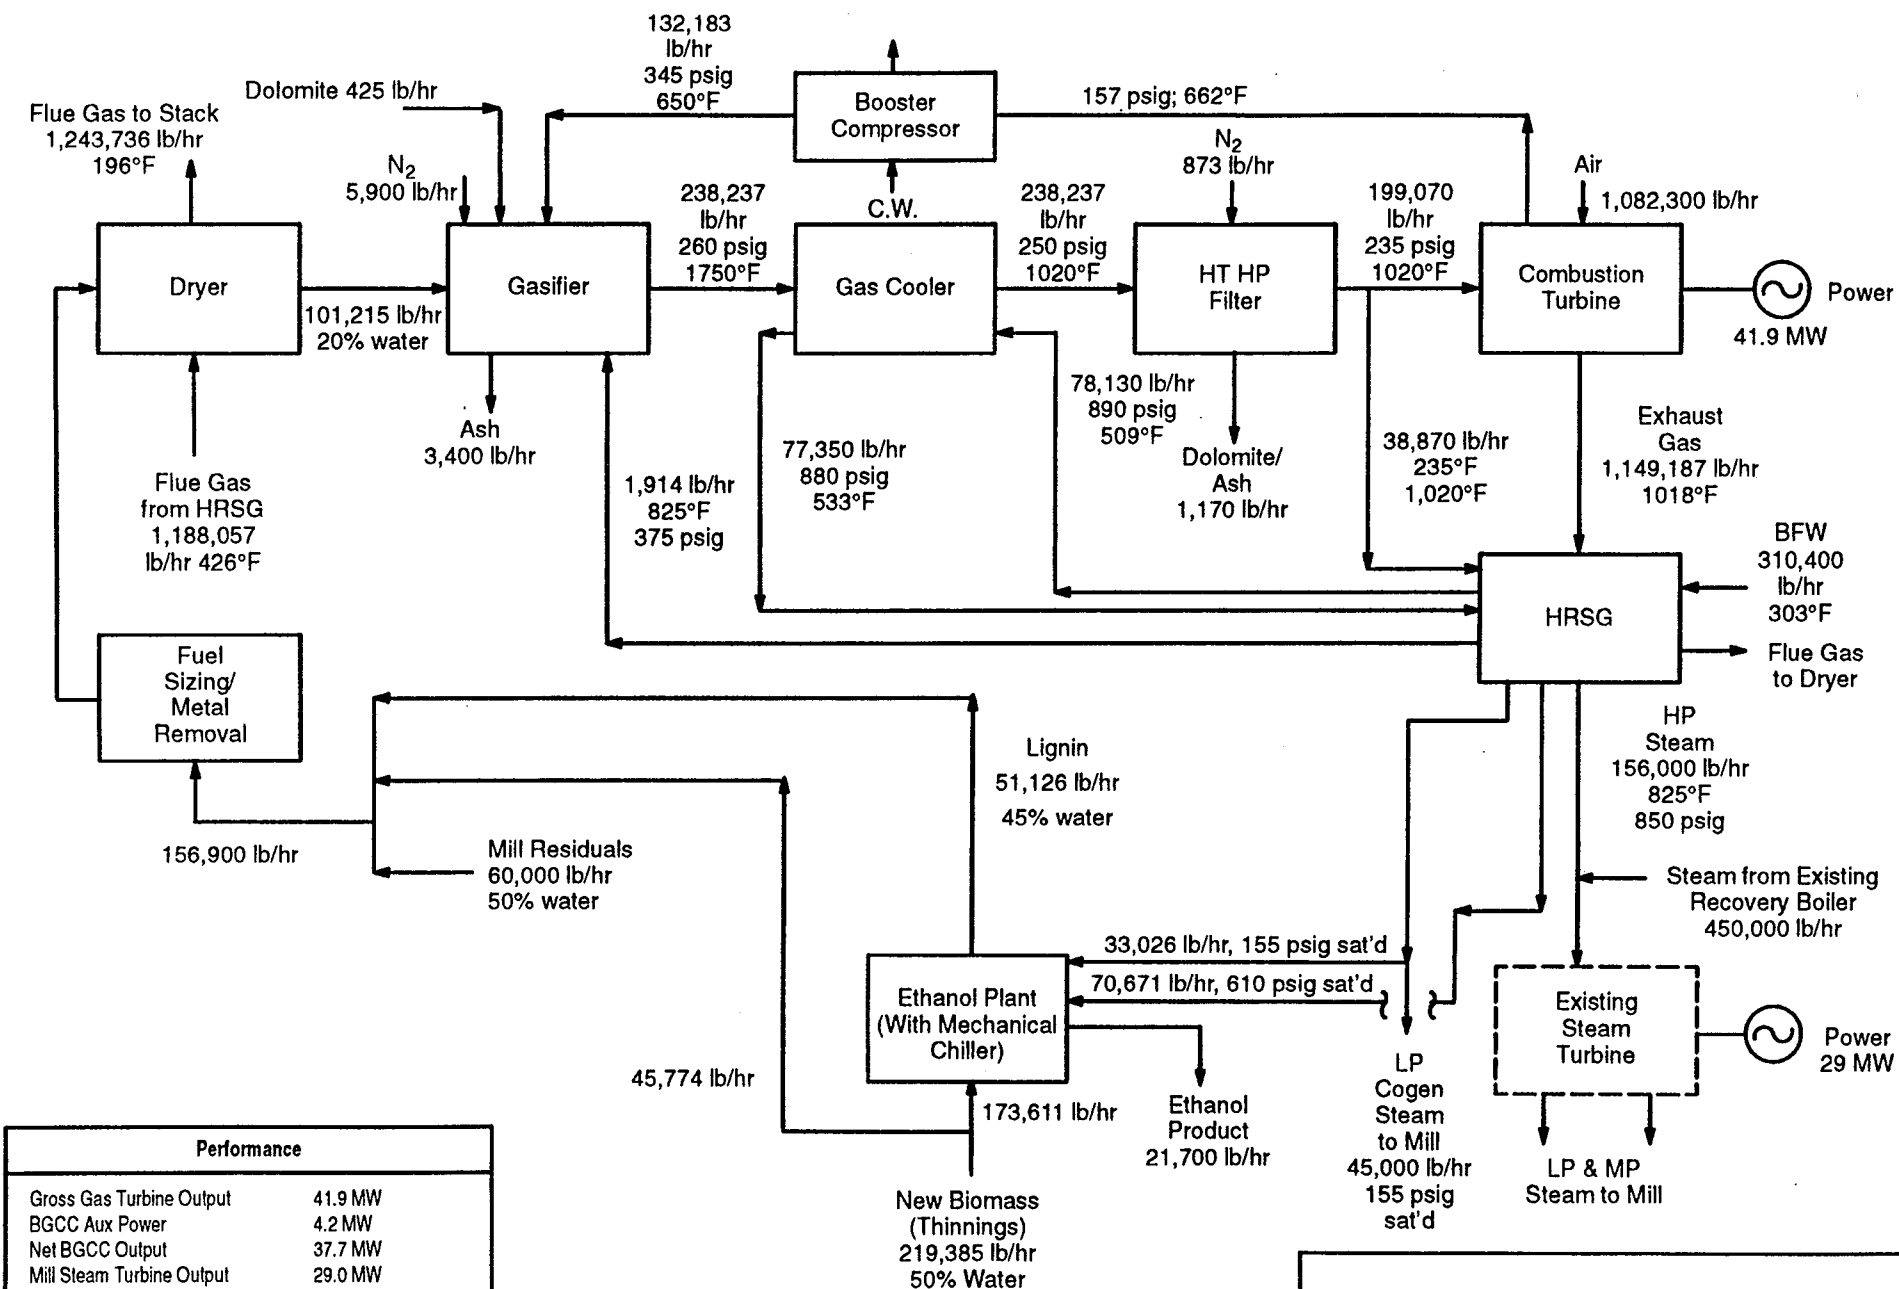 132,183
lb/hr
345 psig
650°F
Booster
Compressor
157 psig; 662°F
Dolomite 425 lb/hr
Flue Gas to Stack
1,243,736 lb/hr
196°F
N2
5,900 lb/hr
N2
873 lb/hr
Air
1,082,300 lb/hr
C.W.
238,237
lb/hr
260 psig
1750°F
238,237
lb/hr
250 psig
1020°F
199,070
lb/hr
235 psig
1020°F
Dryer
101,215 lb/hr
20% water
Gasifier
Gas Cooler
HT HP
Filter
Combustion
Turbine
Power
41.9 MW
Ash
3,400 lb/hr
Flue Gas
from HRSG
1,188,057
lb/hr 426°F
1,914 lb/hr
825°F
375 psig
77,350 lb/hr
880 psig
533°F
78,130 lb/hr
890 psig
509°F
Dolomite/
Ash
1,170 lb/hr
38,870 lb/hr
235°F
1,020°F
Exhaust
Gas
1,149,187 lb/hr
1018°F
BFW
310,400
lb/hr
303°F
HRSG
Flue Gas
to Dryer
Fuel
Sizing/
Metal
Removal
156,900 lb/hr
Lignin
51,126 lb/hr
45% water
Mill Residuals
60,000 lb/hr
50% water
HP
Steam
156,000 lb/hr
825°F
850 psig
Steam from Existing
Recovery Boiler
450,000 lb/hr
33,026 lb/hr, 155 psig sat'd
70,671 lb/hr, 610 psig sat'd
Ethanol Plant
(With Mechanical
Chiller)
Existing
Steam
Turbine
Power
29 MW
45,774 lb/hr
173,611 lb/hr
Ethanol
Product
21,700 lb/hr
LP
Cogen
Steam
to Mill
45,000 lb/hr
155 psig
sat'd
LP & MP
Steam to Mill
New Biomass
(Thinnings)
219,385 lb/hr
50% Water
Performance
Gross Gas Turbine Output 41.9 MW
BGCC Aux Power 4.2 MW
Net BGCC Output 37.7 MW
Mill Steam Turbine Output 29.0 MW